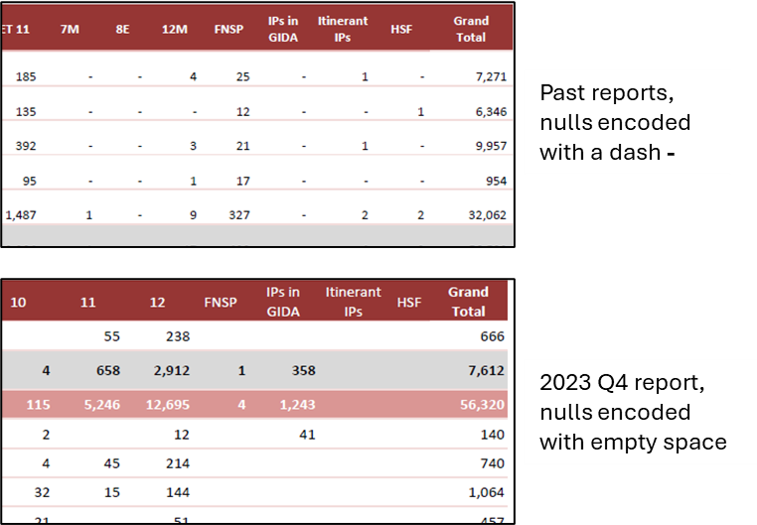 ET 11 7M 8E 12M FNSP IPs in GIDA Itinerant IPs HSF Grand Total
185 - - 4 25 - 1 - 7,271
135 - - - 12 - - 1 6,346
392 - - 3 21 - 1 - 9,957
95 - - 1 17 - - - 954
1,487 1 - 9 327 - 2 2 32,062
Past reports,
nulls encoded
with a dash -
10 11 12 FNSP IPs in GIDA Itinerant IPs HSF Grand Total
55 238 666
4 658 2,912 1 358 7,612
115 5,246 12,695 4 1,243 56,320
2 12 41 140
4 45 214 740
32 15 144 1,064
21 51 457
2023 Q4 report,
nulls encoded
with empty space